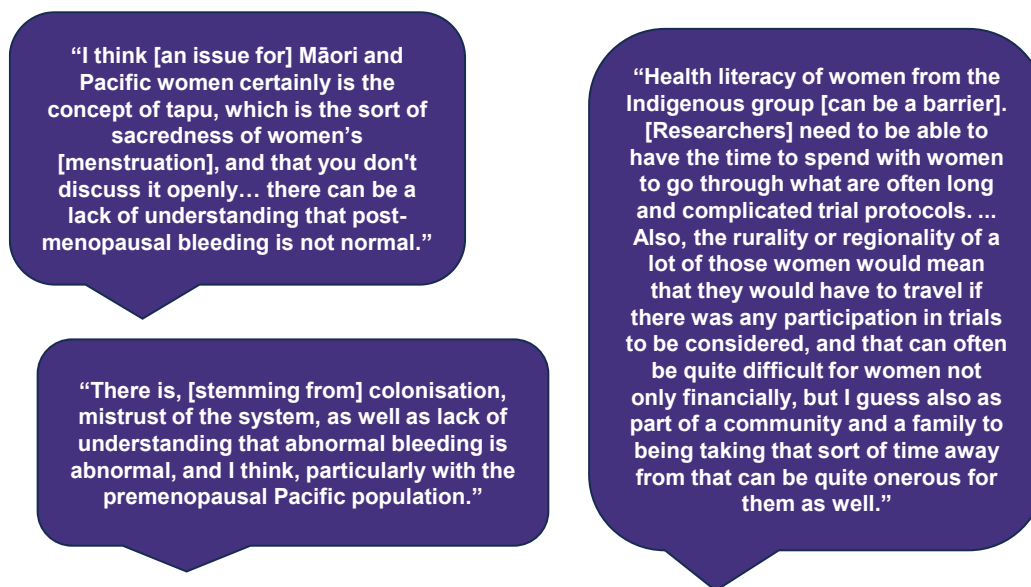 “I think [an issue for] Māori and
Pacific women certainly is the
concept of tapu, which is the sort of
sacredness of women’s
[menstruation], and that you don't
discuss it openly… there can be a
lack of understanding that post-
menopausal bleeding is not normal.”
“There is, [stemming from] colonisation,
mistrust of the system, as well as lack of
understanding that abnormal bleeding is
abnormal, and I think, particularly with the
premenopausal Pacific population.”
“Health literacy of women from the
Indigenous group [can be a barrier].
[Researchers] need to be able to
have the time to spend with women
to go through what are often long
and complicated trial protocols. ...
Also, the rurality or regionality of a
lot of those women would mean
that they would have to travel if
there was any participation in trials
to be considered, and that can often
be quite difficult for women not
only financially, but I guess also as
part of a community and a family to
being taking that sort of time away
from that can be quite onerous for
them as well.”